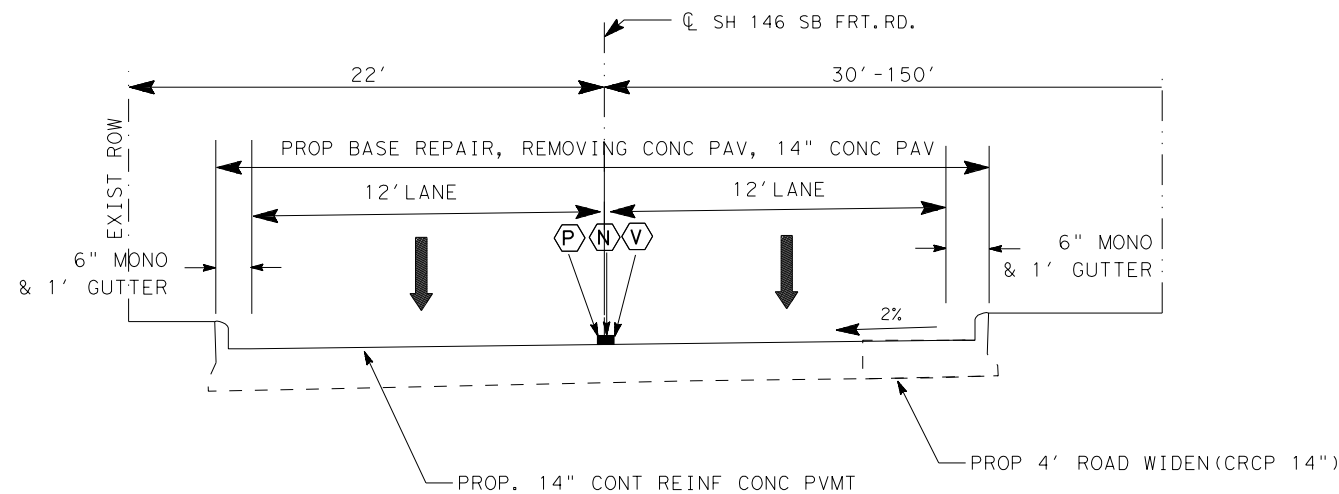 ℄ SH 146 SB FRT.RD.
22'
30'-150'
EXIST ROW
PROP BASE REPAIR, REMOVING CONC PAV, 14" CONC PAV
12'LANE
12'LANE
P N V
6" MONO
& 1' GUTTER
6" MONO
& 1' GUTTER
2%
PROP 4' ROAD WIDEN(CRCP 14")
PROP. 14" CONT REINF CONC PVMT